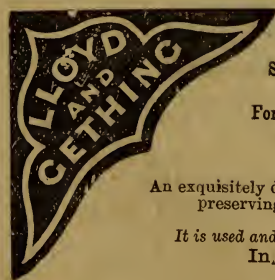 LLOYD
AND
GETHING
S
For
An exquisitely
preserving
It is used and
In